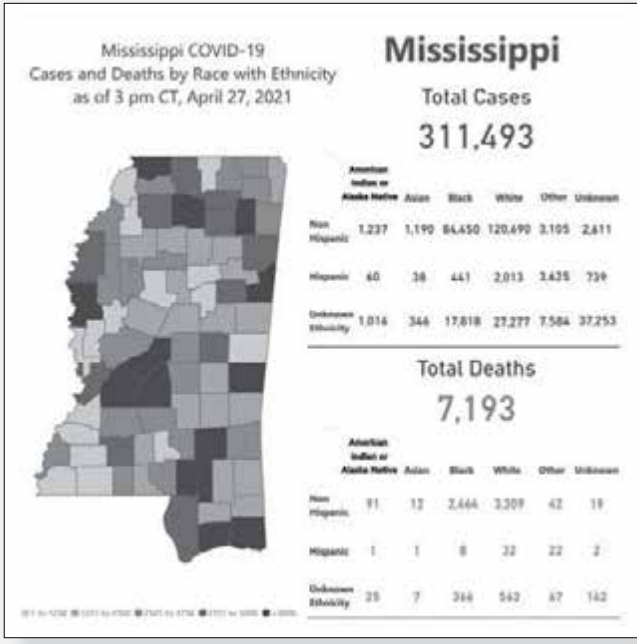 Mississippi COVID-19
Cases and Deaths by Race with Ethnicity
as of 3 pm CT, April 27, 2021
Mississippi
Total Cases
311,493
American
Indian or
Alaska Native Asian Black White Other Unknown
Non
Hispanic 1,237 1,190 84,450 120,690 3,105 2,611
Hispanic 60 38 441 2,013 3,625 739
Unknown
Ethnicity 1,016 346 17,818 27,277 7,584 37,253
Total Deaths
7,193
American
Indian or
Alaska Native Asian Black White Other Unknown
Non
Hispanic 91 12 2,464 3,309 42 19
Hispanic 1 1 8 32 22 2
Unknown
Ethnicity 25 7 366 563 67 162